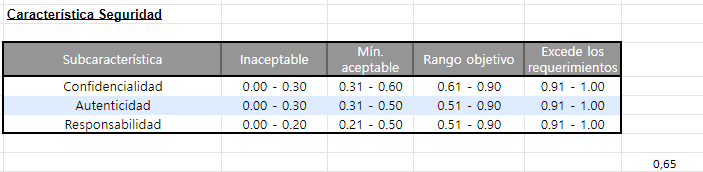 Característica Seguridad
Subcaracterística Inaceptable Mín. aceptable Rango objetivo Excede los requerimientos
Confidencialidad 0.00 - 0.30 0.31 - 0.60 0.61 - 0.90 0.91 - 1.00
Autenticidad 0.00 - 0.30 0.31 - 0.50 0.51 - 0.90 0.91 - 1.00
Responsabilidad 0.00 - 0.20 0.21 - 0.50 0.51 - 0.90 0.91 - 1.00
0,65